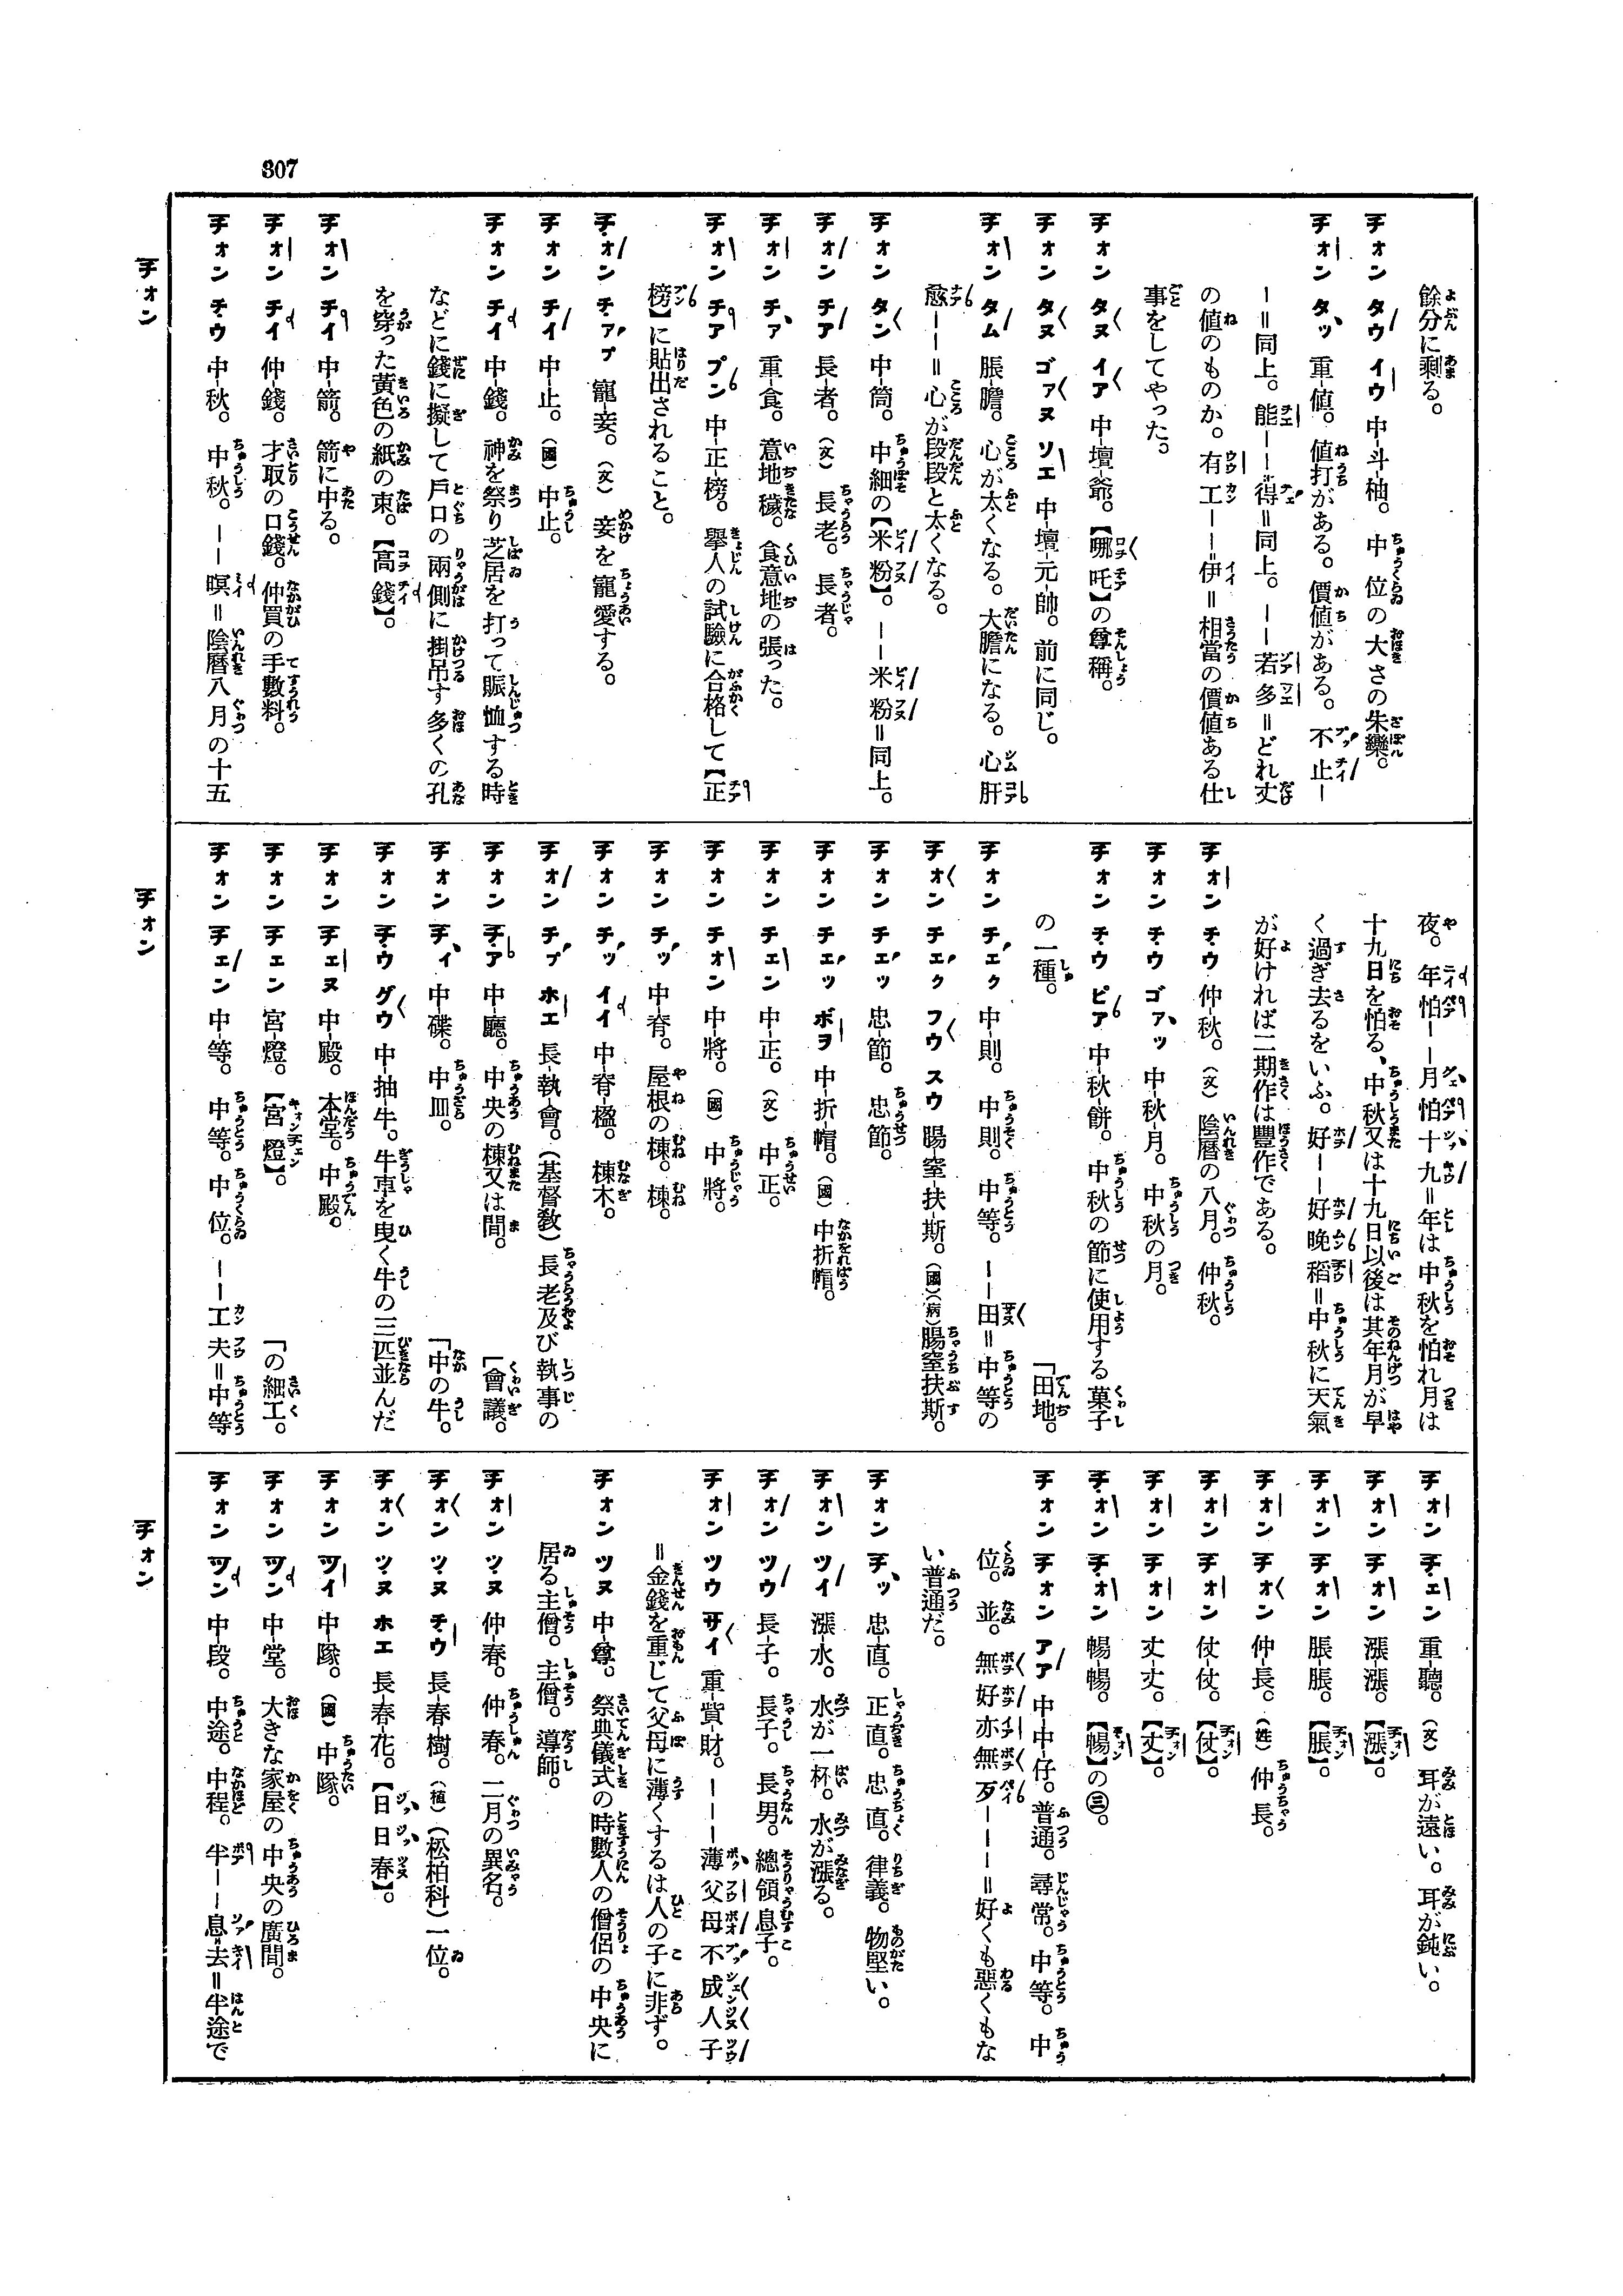 307
餘分に剩る。
チォン タウ イウ 中-斗-柚。中位の大さの朱欒。
チォン タッ 重-値。値打がある。價値がある。不止ー
ー＝同上。能ーー得＝同上。ーー若多＝どれ丈
の値のものか。有工ーー＝伊＝相當の價値ある仕
事をしてやった。
チォン タヌ イア 中-壇-爺。【哪吒】の尊稱。
チォン タヌ ゴァヌ ソエ 中-壇-元-帥。前に同じ。
チォン タム 脹-膽。心が太くなる。大膽になる。心肝
愈ーー＝心が段段と太くなる。
チォン タン 中-筒。中細の【米粉】。ーー米粉＝同上。
チォン チア 長-者。(文) 長老。長者。
チォン チァ 重-食。意地穢。食意地の張った。
チォン チア プン 中-正-榜。擧人の試驗に合格して【正
榜】に貼出されること。
チォン チァプ 寵-妾。(文) 妾を寵愛する。
チォン チイ 中-止。(國) 中止。
チォン チイ 中-錢。神を祭り芝居を打って賑恤する時
などに錢に擬して戶口の兩側に掛吊す多くの孔
を穿った黃色の紙の束。【高錢】。
チォン チイ 中-箭。箭に中る。
チォン チイ 仲-錢。才取の口錢。仲買の手數料。
チォン チウ 中-秋。中秋。ーー暝＝陰曆八月の十五
夜。年怕ーー月怕十九＝年は中秋を怕れ月は
十九日を怕る、中秋又は十九日以後は其年月が早
く過ぎ去るをいふ。好ーー好晚稻＝中秋に天氣
が好ければ二期作は豐作である。
チォン チウ 仲-秋。(文) 陰曆の八月。仲秋。
チォン チウ ゴァッ 中-秋-月。中秋の月。
チォン チウ ピア 中-秋-餅。中秋の節に使用する菓子
の一種。 「田地。
チォン チェク 中-則。中則。中等。ーー田＝中等の
チォン チェク フウ スウ 腸-窒-扶-斯。(國)(病)腸窒扶斯。
チォン チェッ 忠-節。忠節。
チォン チェッ ボヲ 中-折-帽。(國) 中折帽。
チォン チェン 中-正。(文) 中正。
チォン チォン 中-將。(國) 中將。
チォン チッ 中-脊。屋根の棟。棟。
チォン チッ イイ 中-脊-楹。棟木。
チォン チプ ホエ 長-執-會。(基督敎) 長老及び執事の
チォン チア 中-廳。中央の棟又は間。 「會議。
チォン チィ 中-碟。中皿。 「中の牛。
チォン チウ グウ 中-抽-牛。牛車を曳く牛の三匹並んだ
チォン チェヌ 中-殿。本堂。中殿。
チォン チェン 宮-燈。【宮燈】。 「の細工。
チォン チェン 中-等。中等。中位。ーー工夫＝中等
チォン チェン 重-聽。(文) 耳が遠い。耳が鈍い。
チォン チォン 漲-漲。【漲】。
チォン チォン 脹-脹。【脹】。
チォン チォン 仲-長。(姓) 仲長。
チォン チォン 仗-仗。【仗】。
チォン チォン 丈-丈。【丈】。
チォン チォン 暢-暢。【暢】の㊂。
チォン チォン アア 中-中-仔。普通。尋常。中等。中
位。並。無好亦無歹ーーー＝好くも惡くもな
い普通だ。
チォン チッ 忠-直。正直。忠直。律義。物堅い。
チォン ツイ 漲-水。水が一杯。水が漲る。
チォン ツウ 長-子。長子。長男。總領息子。
チォン ツウ サイ 重-貲-財。ーーー薄父母不成人子
＝金錢を重じて父母に薄くするは人の子に非ず。
チォン ツヌ 中-尊。祭典儀式の時數人の僧侶の中央に
居る主僧。主僧。導師。
チォン ツヌ 仲-春。仲春。二月の異名。
チォン ツヌ チウ 長-春-樹。(植)(松柏科)一位。
チォン ツヌ ホエ 長-春-花。【日日春】。
チォン ツイ 中-隊。(國) 中隊。
チォン ツン 中-堂。大きな家屋の中央の廣間。
チォン ツン 中-段。中途。中程。半ーー息去＝半途で
チォン
チォン
チォン